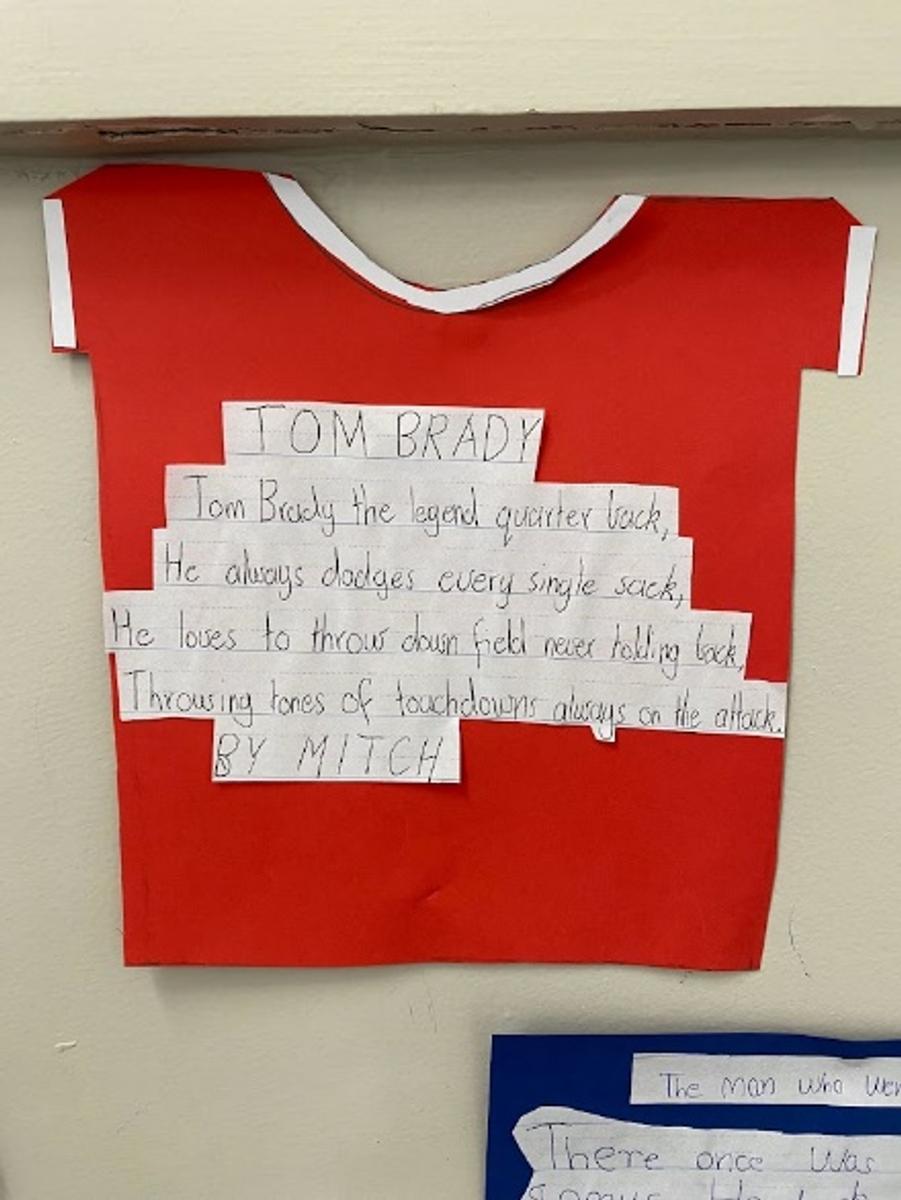 TOM BRADY
Tom Brady the legend quarter back,
He always dodges every single sack,
He loves to throw down field never holding back,
Throwing tones of touchdowns always on the attack.
BY MITCH
The man who
There once was